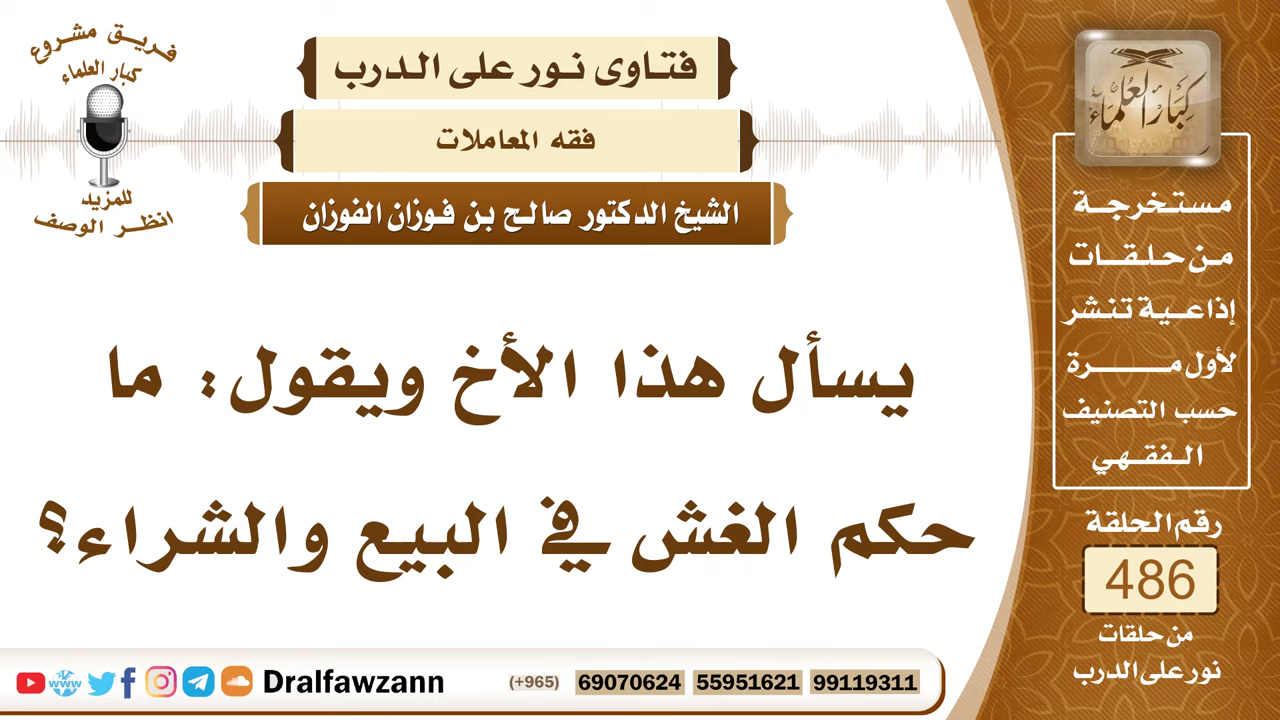 فريق مشروع
كبار العلماء
للمزيد
انظر الوصف
فتاوى نور على الدرب
فقه المعاملات
الشيخ الدكتور صالح بن فوزان الفوزان
يسأل هذا الأخ ويقول: ما
حكم الغش في البيع والشراء؟
كبار العلماء
مستخرجة
من حلقات
إذاعية تنشر
لأول مرة
حسب التصنيف
الفقهي
رقم الحلقة
486
من حلقات
نور على الدرب
www Dralfawzann (+965) 69070624 55951621 99119311